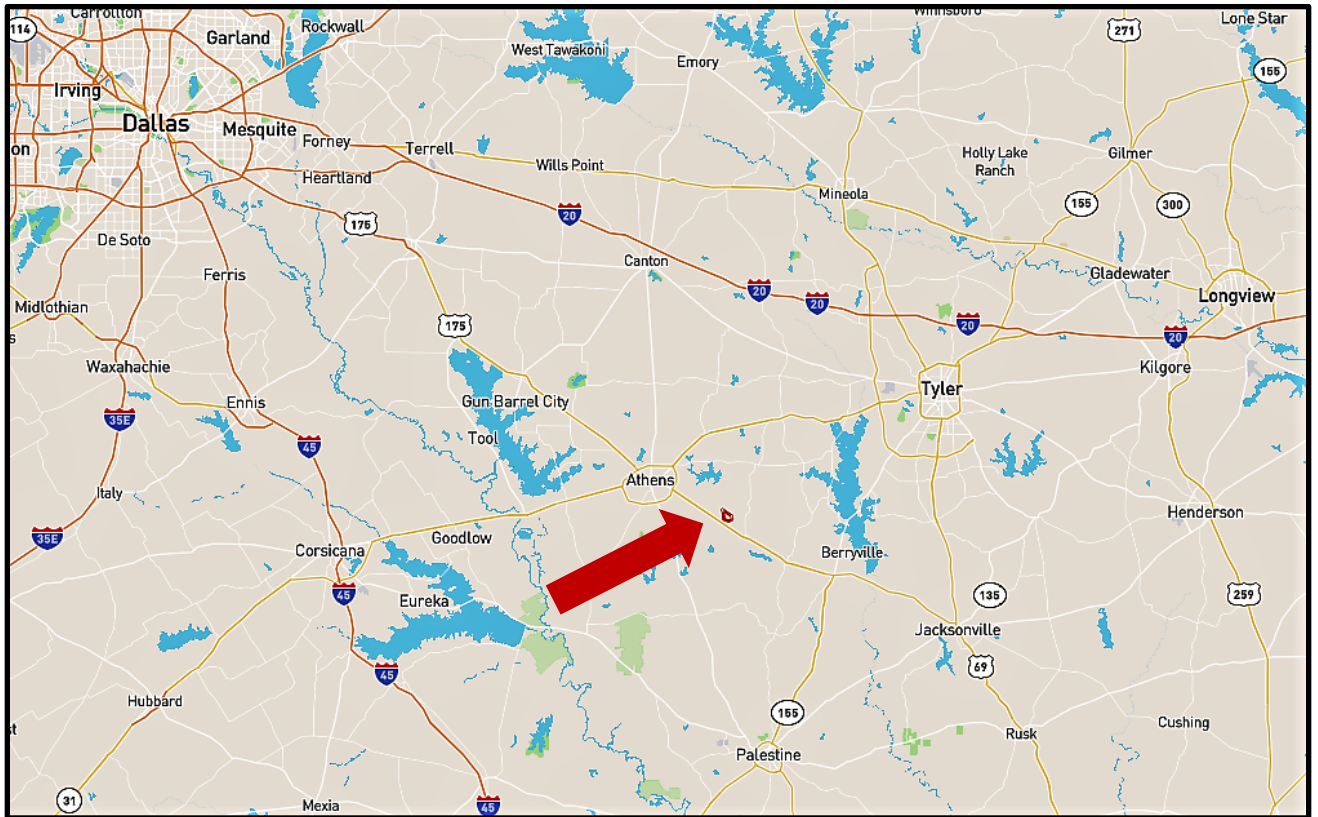 Carrollton
Winnsboro
Lone Star
114
Garland
Rockwall
271
West Tawakoni
Emory
155
Irving
Dallas
Mesquite
Forney
Terrell
on
Wills Point
Holly Lake
Ranch
Gilmer
Heartland
Mineola
155
300
175
20
De Soto
Canton
Ferris
Gladewater
20
20
Longview
Midlothian
175
20
20
s
Waxahachie
Kilgore
Tyler
Ennis
Gun Barrel City
35E
Tool
45
Athens
Italy
Henderson
35E
Goodlow
Corsicana
Berryville
45
Eureka
135
259
Jacksonville
45
69
Hubbard
155
st
Cushing
Rusk
Palestine
31
Mexia
45